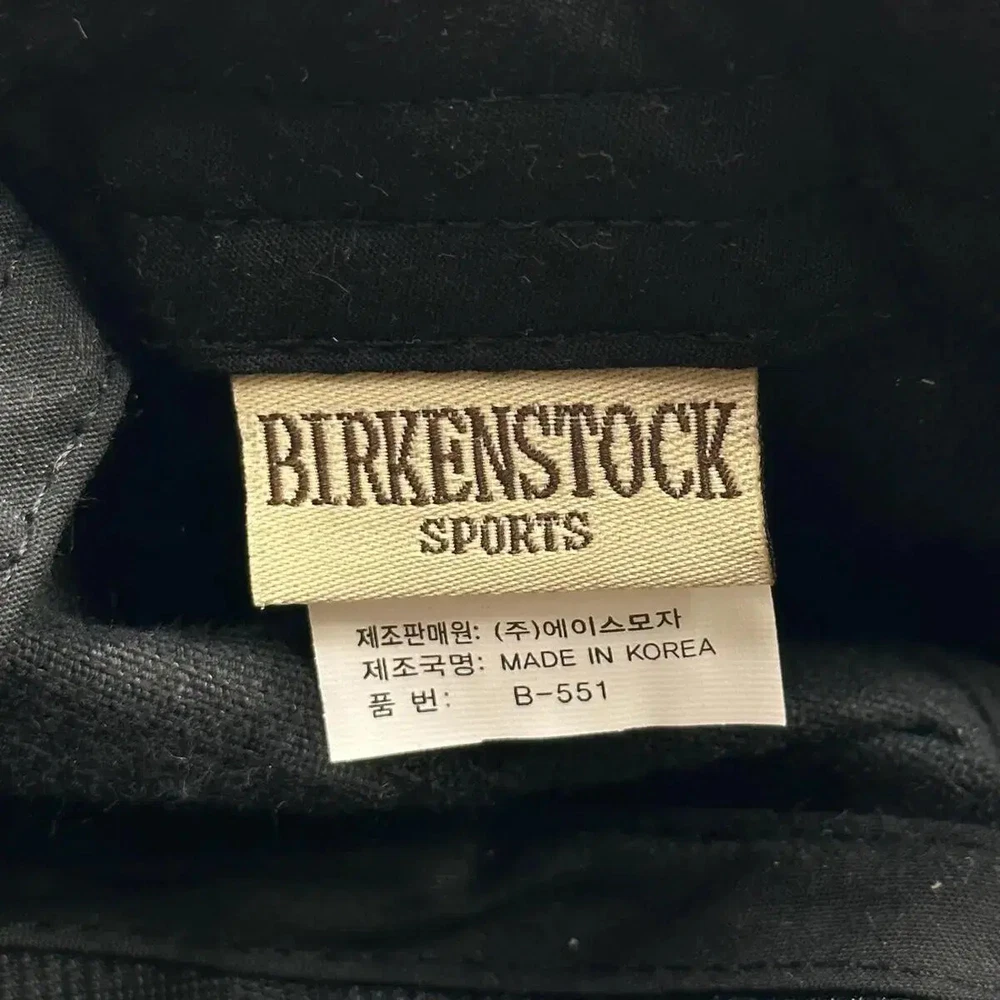 BIRKENSTOCK
SPORTS
제조판매원: (주)에이스모자
제조국명: MADE IN KOREA
품 번: B-551